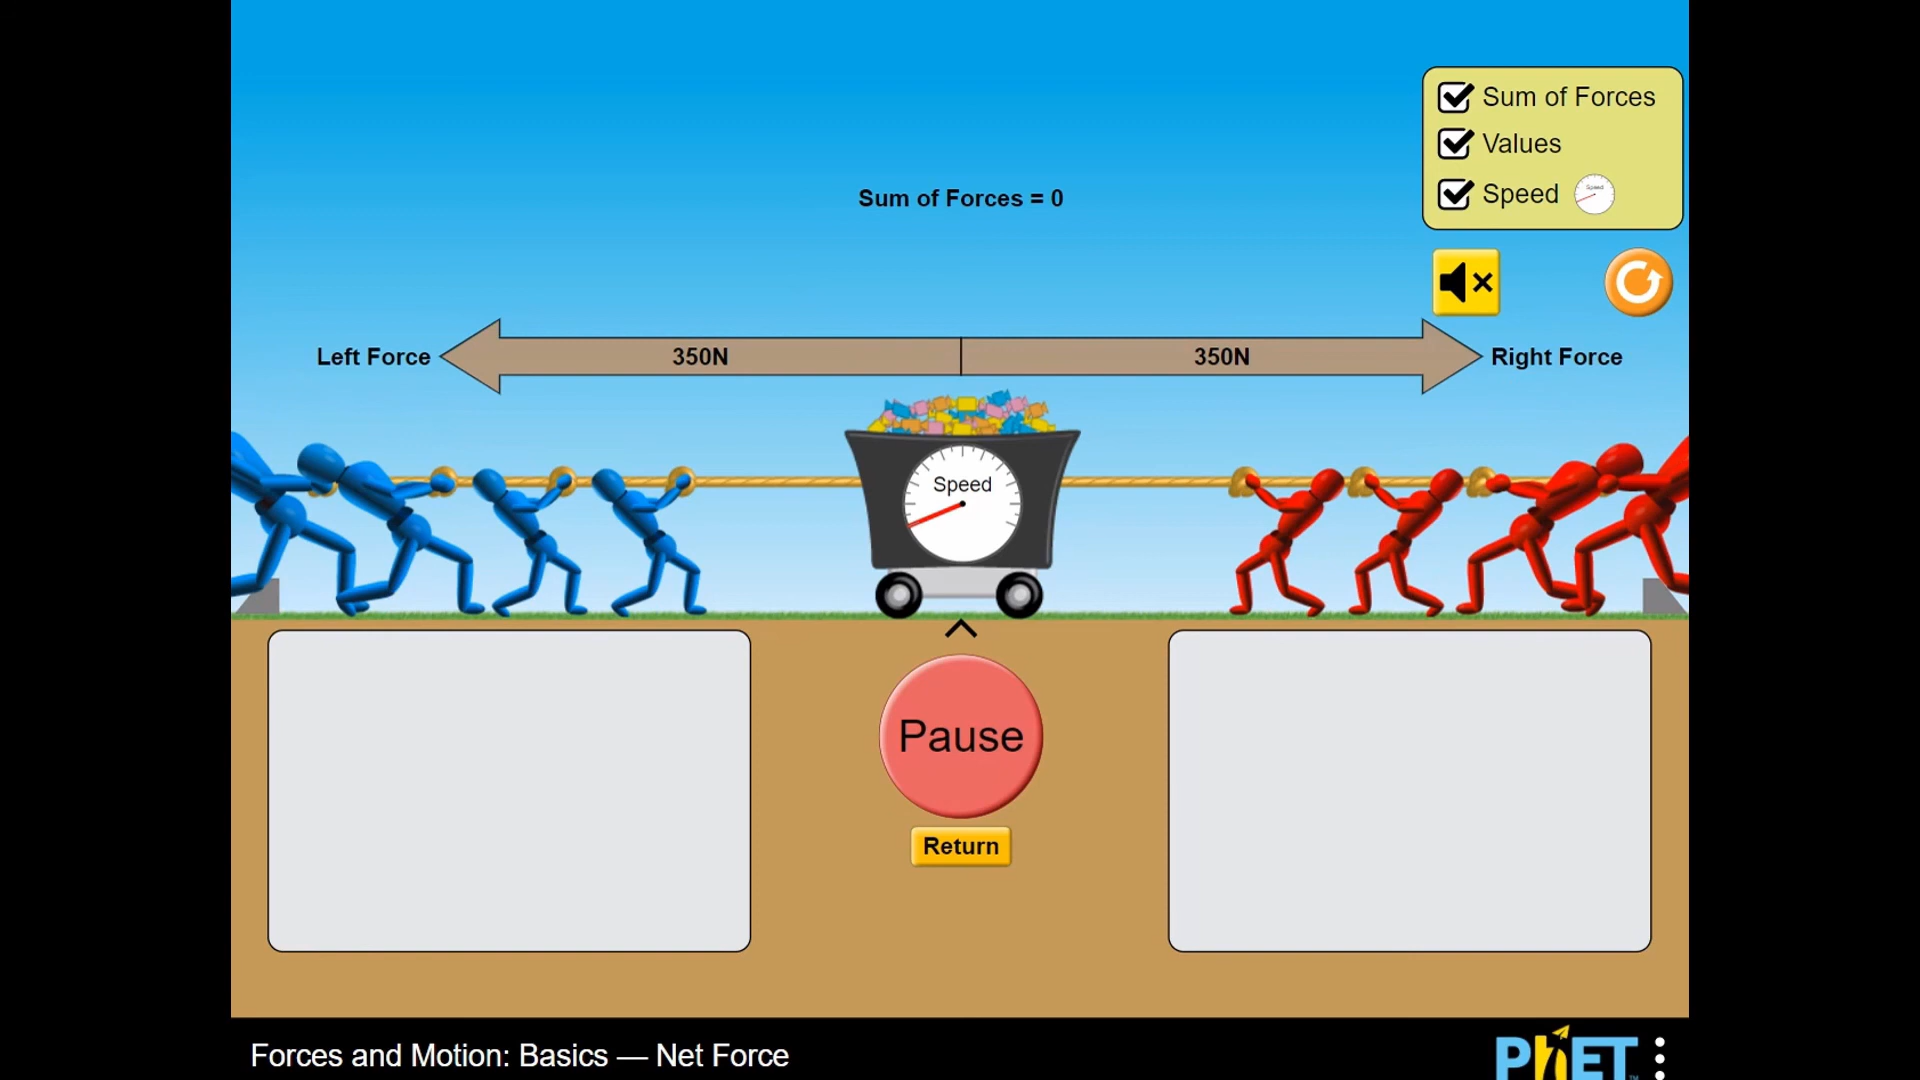 Sum of Forces
Values
Speed
Speed
Sum of Forces = 0
Left Force
350N
350N
Right Force
Speed
Pause
Return
Forces and Motion: Basics — Net Force
PhET